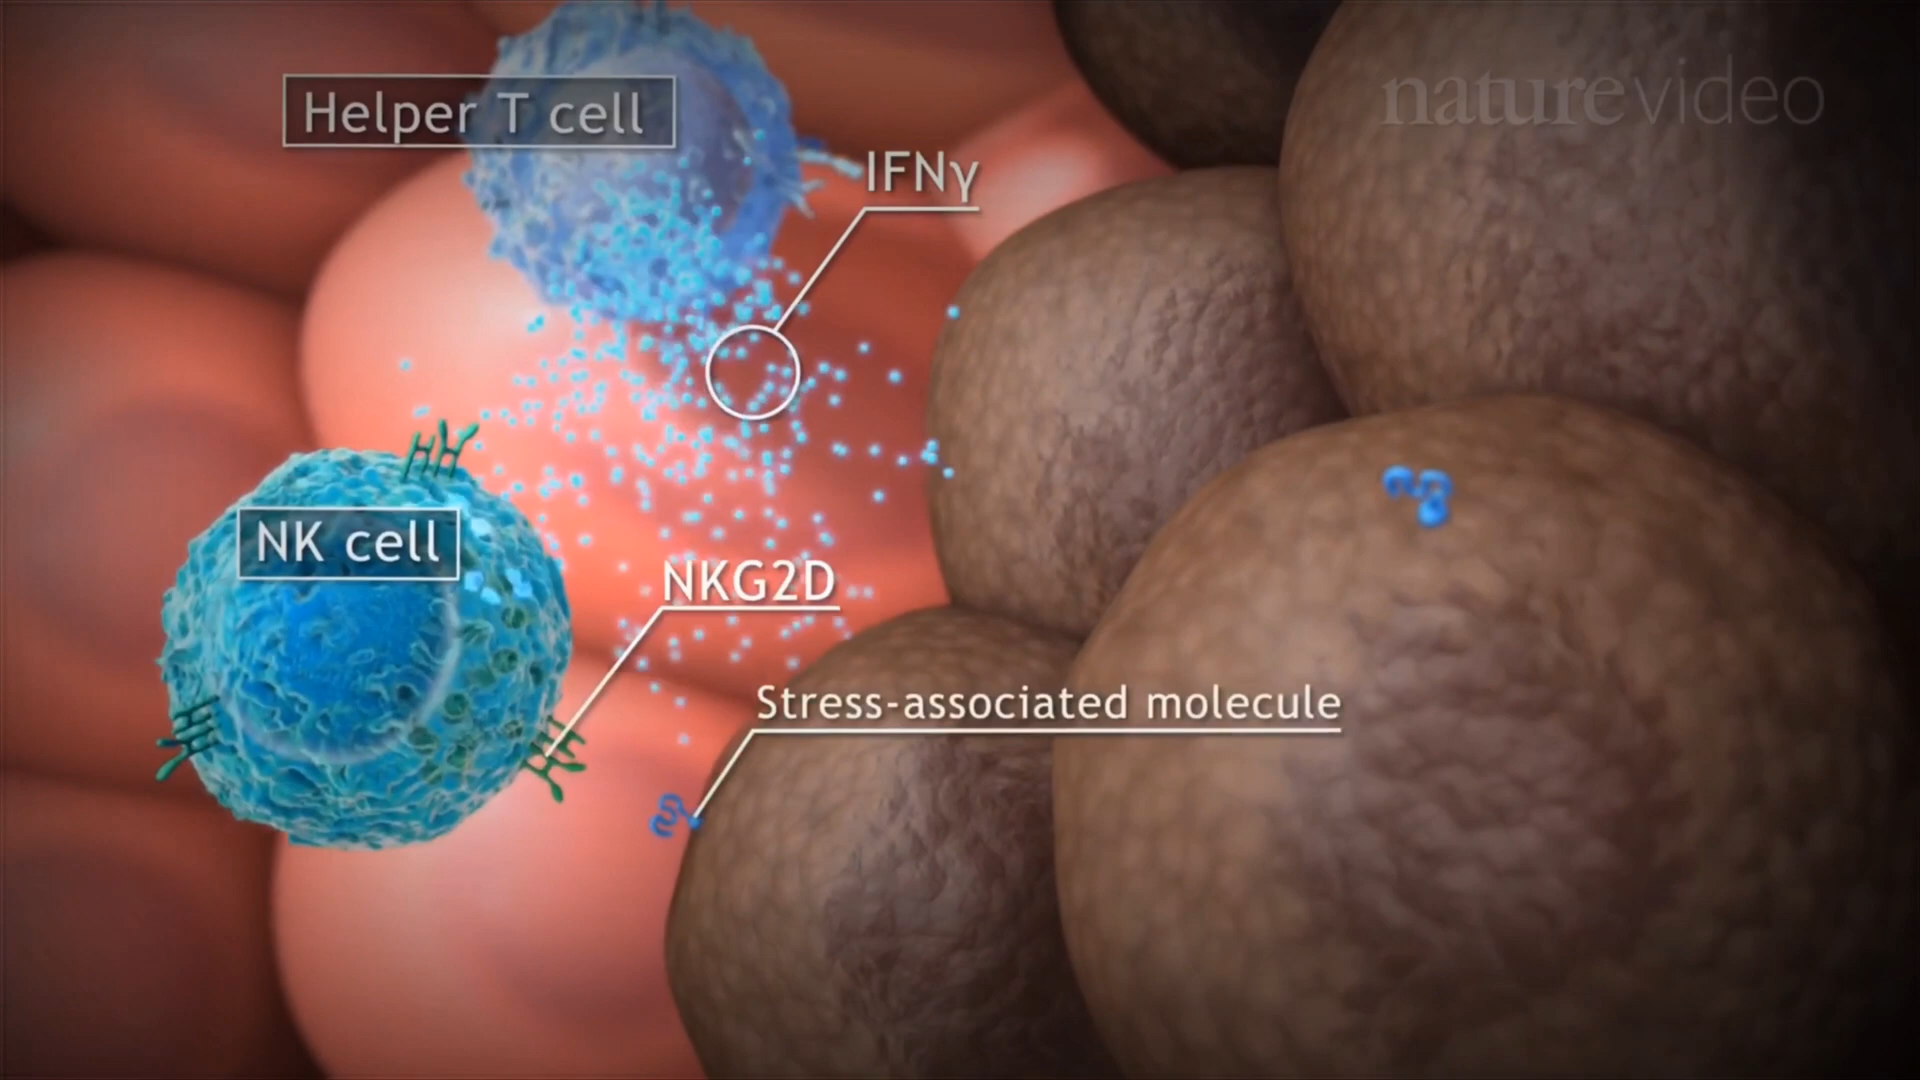 naturevideo
Helper T cell
IFNγ
NK cell
NKG2D
Stress-associated molecule